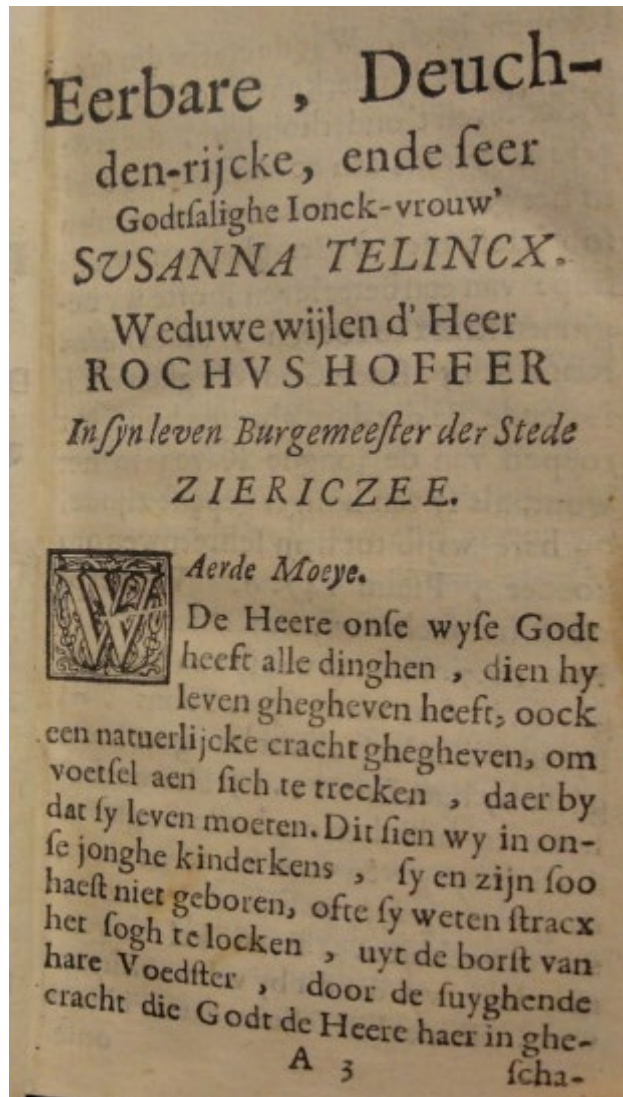 Eerbare , Deuch-
den-rijcke, ende ſeer
Godtſalighe Ionck-vrouw'
SVSANNA TELINCX.
Weduwe wijlen d' Heer
ROCHVS HOFFER
In ſyn leven Burgemeeſter der Stede
ZIERICZEE.
WAerde Moeye.
De Heere onſe wyſe Godt
heeft alle dinghen , dien hy
leven ghegheven heeft, oock
een natuerlijcke cracht ghegheven, om
voetſel aen ſich te trecken , daer by
dat ſy leven moeten. Dit ſien wy in on-
ſe jonghe kinderkens , ſy en zijn ſoo
haeſt niet geboren, ofte ſy weten ſtracx
het ſogh te locken , uyt de borſt van
hare Voedſter , door de ſuyghende
cracht die Godt de Heere haer in ghe-
A 3 ſcha-